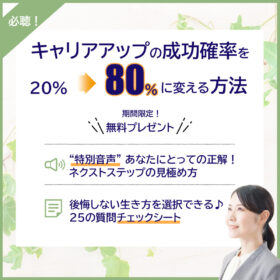 必聴！
キャリアアップの成功確率を
20% 80%に変える方法
期間限定！
無料プレゼント
“特別音声” あなたにとっての正解！
ネクストステップの見極め方
後悔しない生き方を選択できる♪
25の質問チェックシート